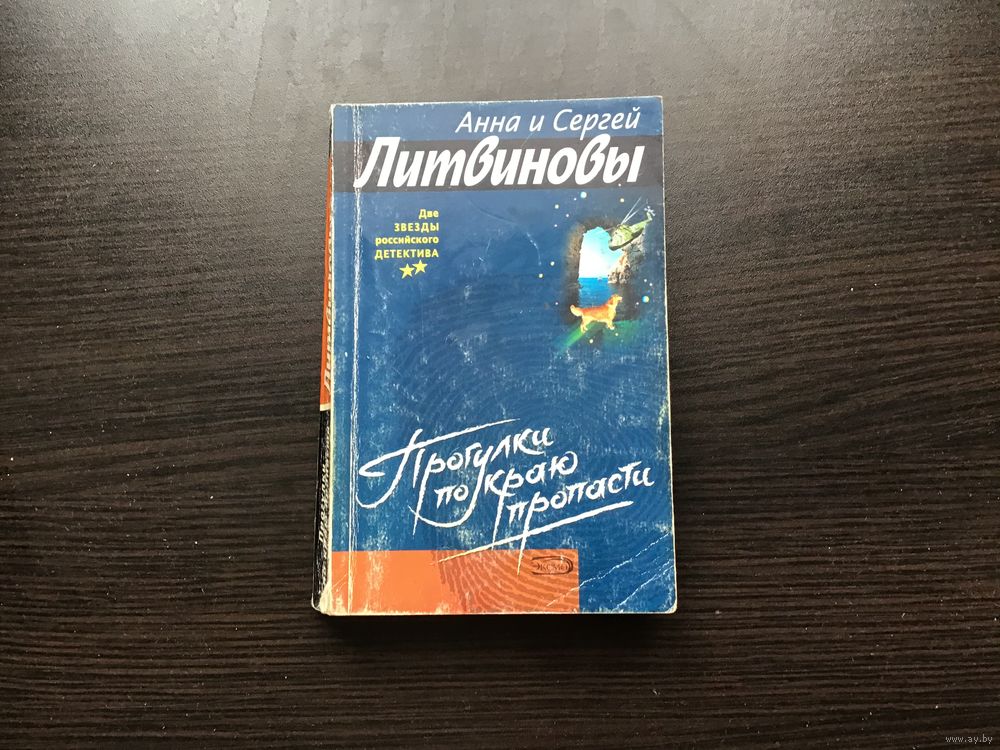 Анна и Сергей
Литвиновы
Две
ЗВЕЗДЫ
российского
ДЕТЕКТИВА
Прогулки
по краю
пропасти
ЭКСМО
www.ay.by